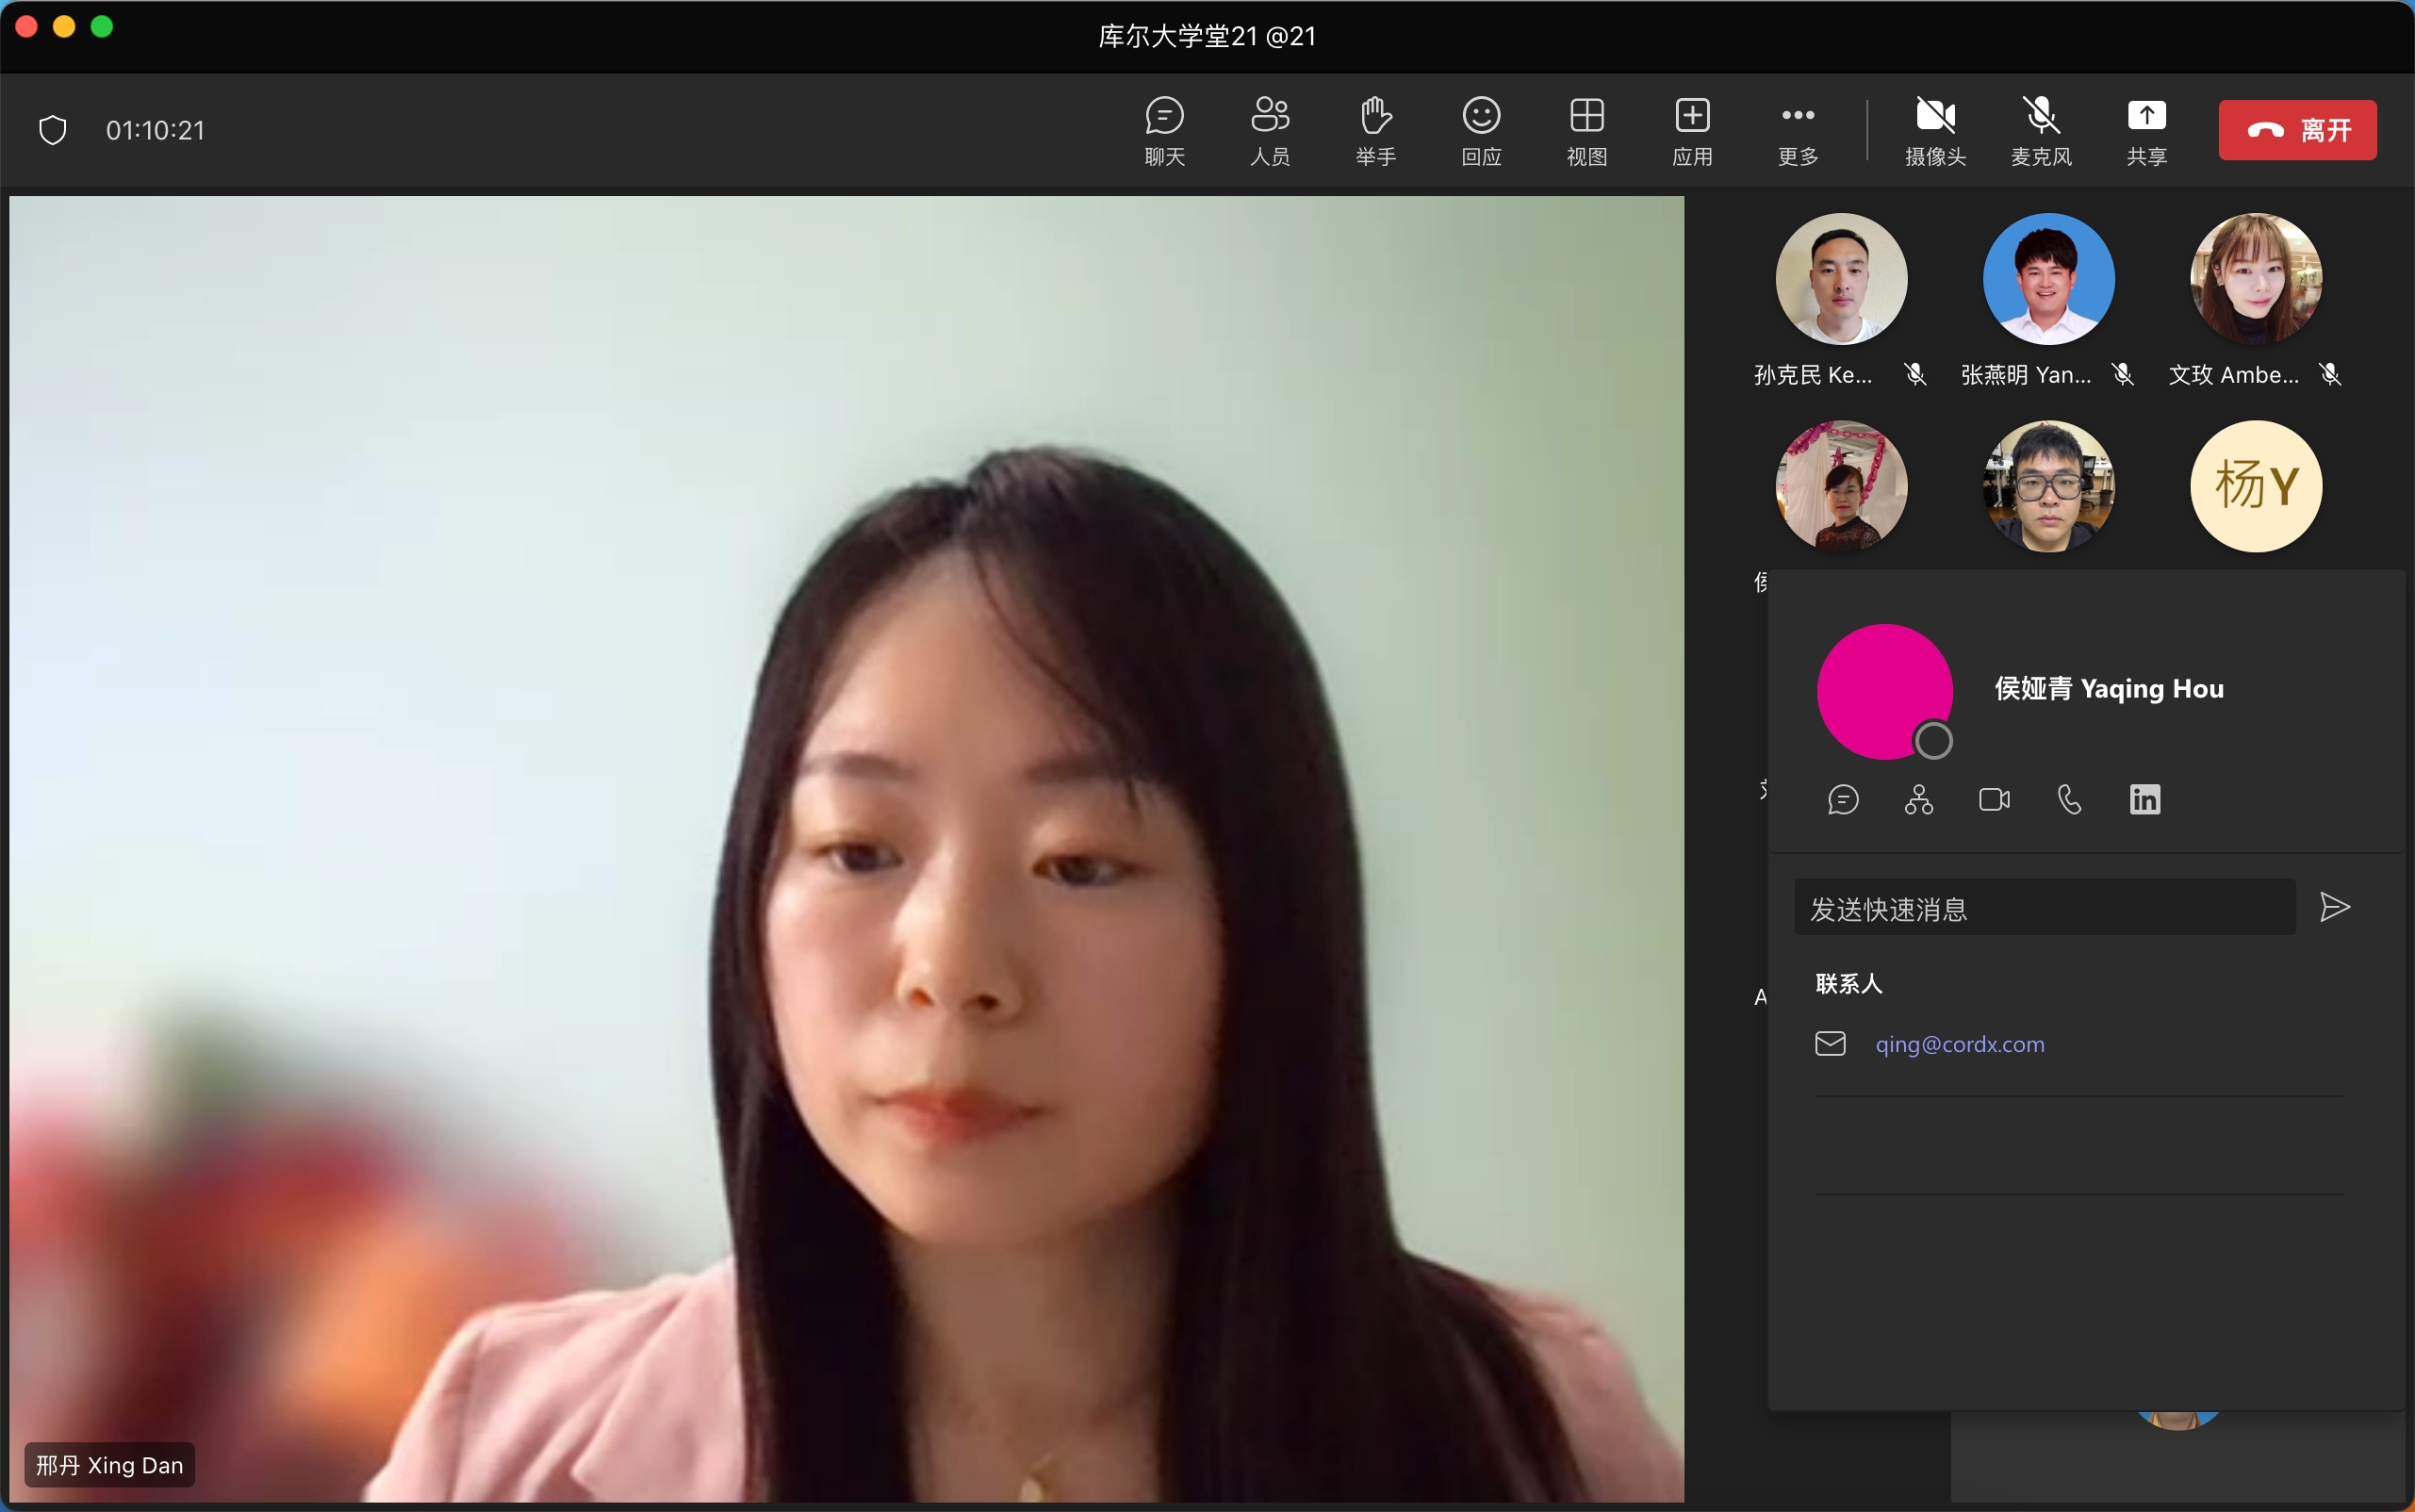 库尔大学堂21 @21
01:10:21
聊天
人员
举手
回应
视图
应用
更多
摄像头
麦克风
共享
离开
孙克民 Ke...
张燕明 Yan...
文玫 Ambe...
杨Y
侯娅青 Yaqing Hou
in
发送快速消息
联系人
qing@cordx.com
邢丹 Xing Dan